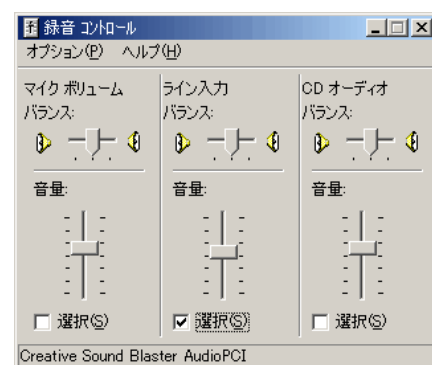 録音 コントロール
オプション(P) ヘルプ(H)
マイク ボリューム
バランス:
音量:
選択(S)
ライン入力
バランス:
音量:
選択(S)
CD オーディオ
バランス:
音量:
選択(S)
Creative Sound Blaster AudioPCI